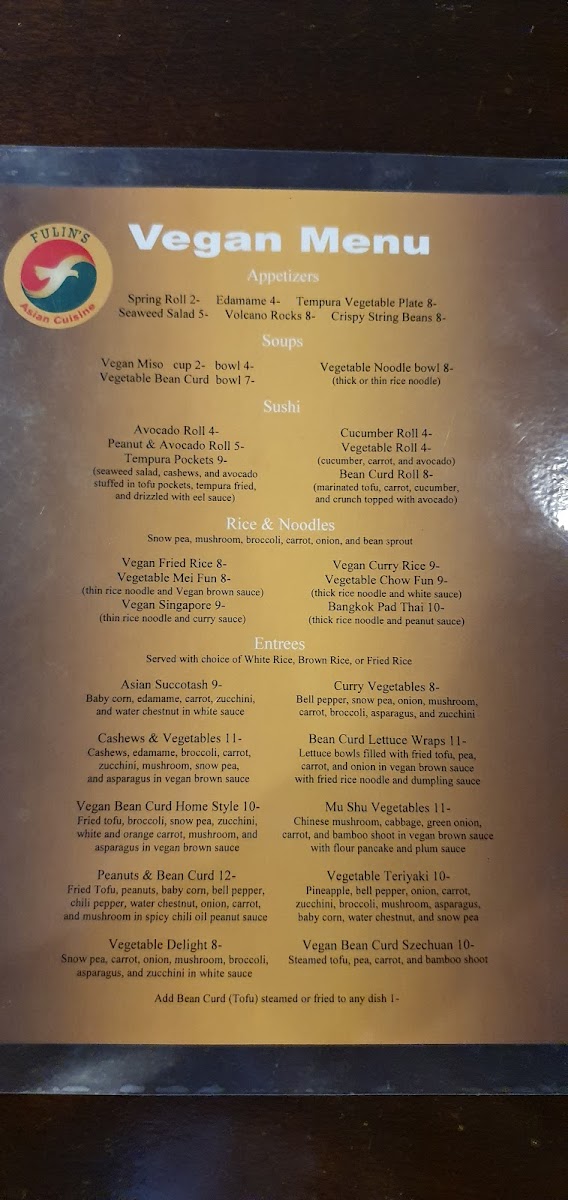 FULIN'S
Asian Cuisine
Vegan Menu
Appetizers
Spring Roll 2- Edamame 4- Tempura Vegetable Plate 8-
Seaweed Salad 5- Volcano Rocks 8- Crispy String Beans 8-
Soups
Vegan Miso cup 2- bowl 4-
Vegetable Bean Curd bowl 7-
Vegetable Noodle bowl 8-
(thick or thin rice noodle)
Sushi
Avocado Roll 4-
Peanut & Avocado Roll 5-
Tempura Pockets 9-
(seaweed salad, cashews, and avocado
stuffed in tofu pockets, tempura fried,
and drizzled with eel sauce)
Cucumber Roll 4-
Vegetable Roll 4-
(cucumber, carrot, and avocado)
Bean Curd Roll 8-
(marinated tofu, carrot, cucumber,
and crunch topped with avocado)
Rice & Noodles
Snow pea, mushroom, broccoli, carrot, onion, and bean sprout
Vegan Fried Rice 8-
Vegetable Mei Fun 8-
(thin rice noodle and Vegan brown sauce)
Vegan Singapore 9-
(thin rice noodle and curry sauce)
Vegan Curry Rice 9-
Vegetable Chow Fun 9-
(thick rice noodle and white sauce)
Bangkok Pad Thai 10-
(thick rice noodle and peanut sauce)
Entrees
Served with choice of White Rice, Brown Rice, or Fried Rice
Asian Succotash 9-
Baby corn, edamame, carrot, zucchini,
and water chestnut in white sauce
Curry Vegetables 8-
Bell pepper, snow pea, onion, mushroom,
carrot, broccoli, asparagus, and zucchini
Cashews & Vegetables 11-
Cashews, edamame, broccoli, carrot,
zucchini, mushroom, snow pea,
and asparagus in vegan brown sauce
Bean Curd Lettuce Wraps 11-
Lettuce bowls filled with fried tofu, pea,
carrot, and onion in vegan brown sauce
with fried rice noodle and dumpling sauce
Vegan Bean Curd Home Style 10-
Fried tofu, broccoli, snow pea, zucchini,
white and orange carrot, mushroom, and
asparagus in vegan brown sauce
Mu Shu Vegetables 11-
Chinese mushroom, cabbage, green onion,
carrot, and bamboo shoot in vegan brown sauce
with flour pancake and plum sauce
Peanuts & Bean Curd 12-
Fried Tofu, peanuts, baby corn, bell pepper,
chili pepper, water chestnut, onion, carrot,
and mushroom in spicy chili oil peanut sauce
Vegetable Teriyaki 10-
Pineapple, bell pepper, onion, carrot,
zucchini, broccoli, mushroom, asparagus,
baby corn, water chestnut, and snow pea
Vegetable Delight 8-
Snow pea, carrot, onion, mushroom, broccoli,
asparagus, and zucchini in white sauce
Vegan Bean Curd Szechuan 10-
Steamed tofu, pea, carrot, and bamboo shoot
Add Bean Curd (Tofu) steamed or fried to any dish 1-